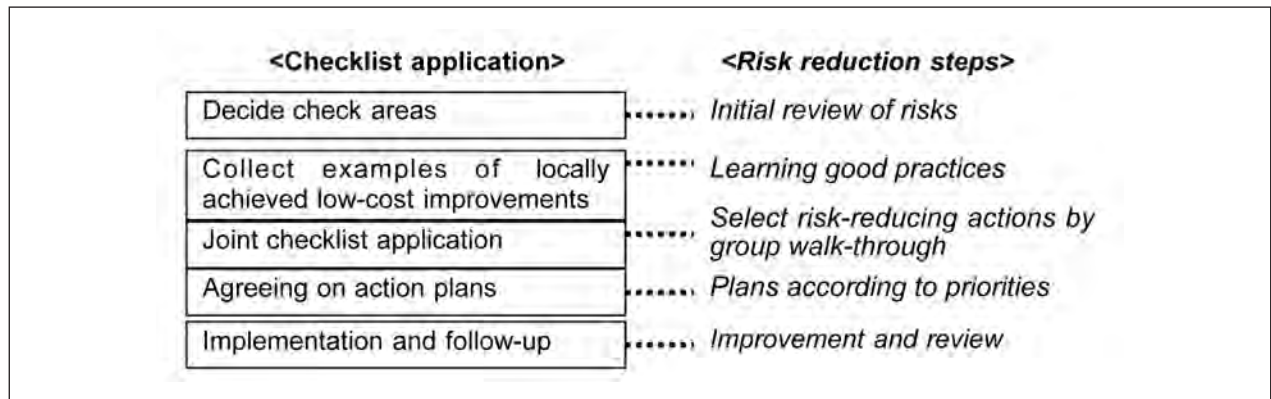 <Checklist application> <Risk reduction steps>
Decide check areas Initial review of risks
Collect examples of locally
achieved low-cost improvements
Learning good practices
Joint checklist application
Select risk-reducing actions by
group walk-through
Agreeing on action plans Plans according to priorities
Implementation and follow-up Improvement and review